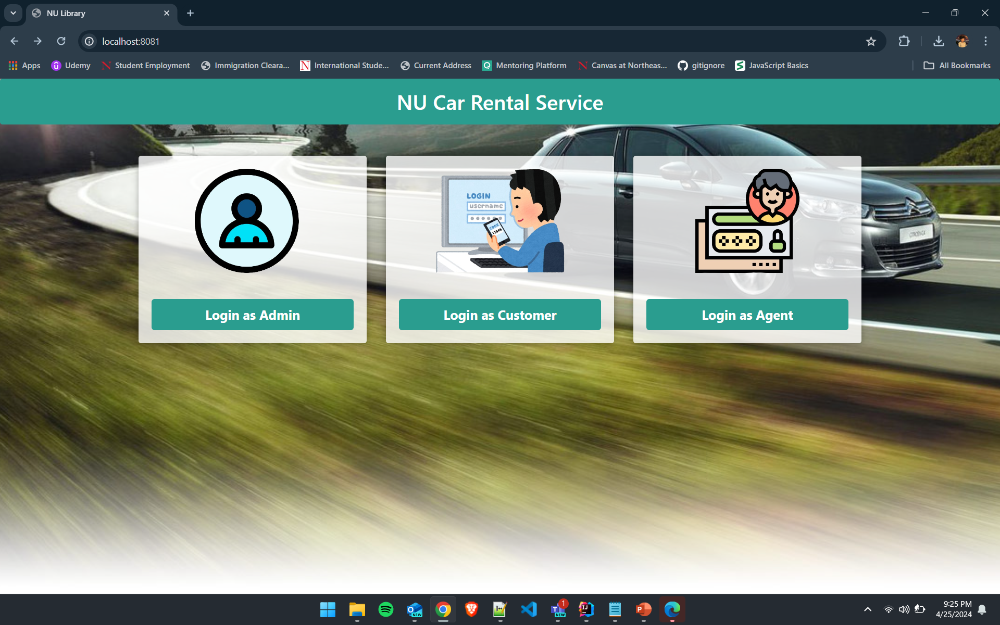 NU Library
localhost:8081
Apps
Udemy
Student Employment
Immigration Cleara...
International Stude...
Current Address
Mentoring Platform
Canvas at Northeas...
gitignore
JavaScript Basics
All Bookmarks
NU Car Rental Service
LOGIN
username
CODE
12345
Login as Admin
Login as Customer
Login as Agent
NEW
1
NEW
9:25 PM
4/25/2024